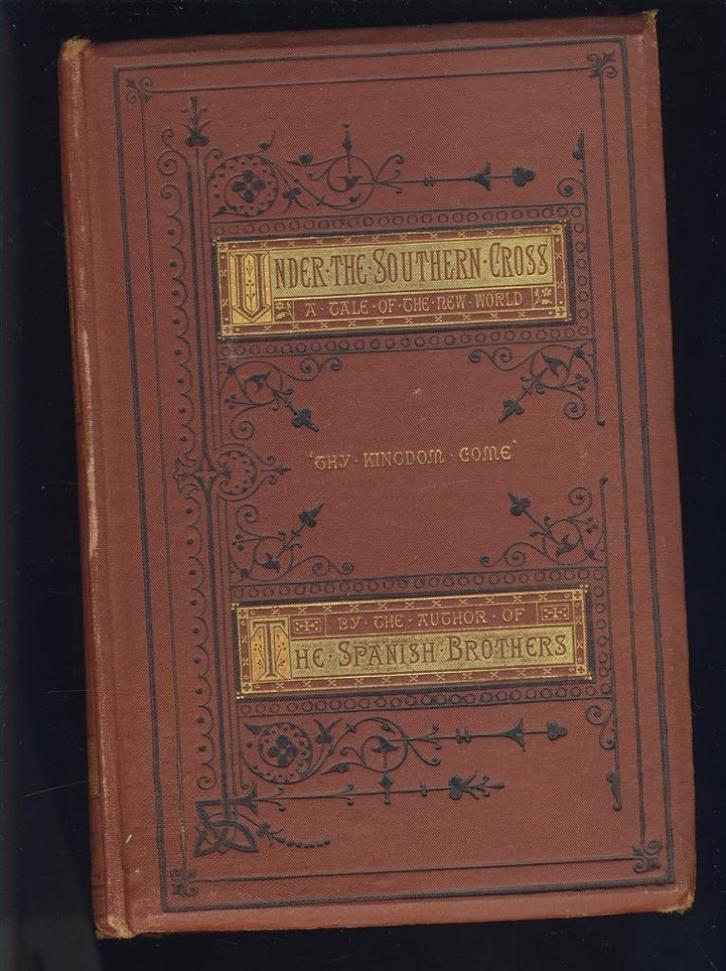 UNDER·THE·SOUTHERN·CROSS
A·TALE·OF·THE·NEW·WORLD
'THY·KINGDOM·COME'
BY·THE·AUTHOR·OF
THE·SPANISH·BROTHERS